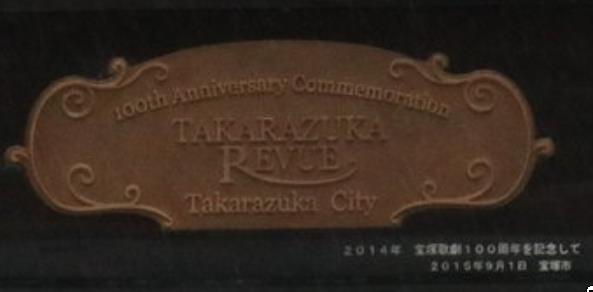 100th Anniversary Commemoration
TAKARAZUKA
REVUE
Takarazuka City
2014年 宝塚歌劇100周年を記念して
2015年9月1日 宝塚市